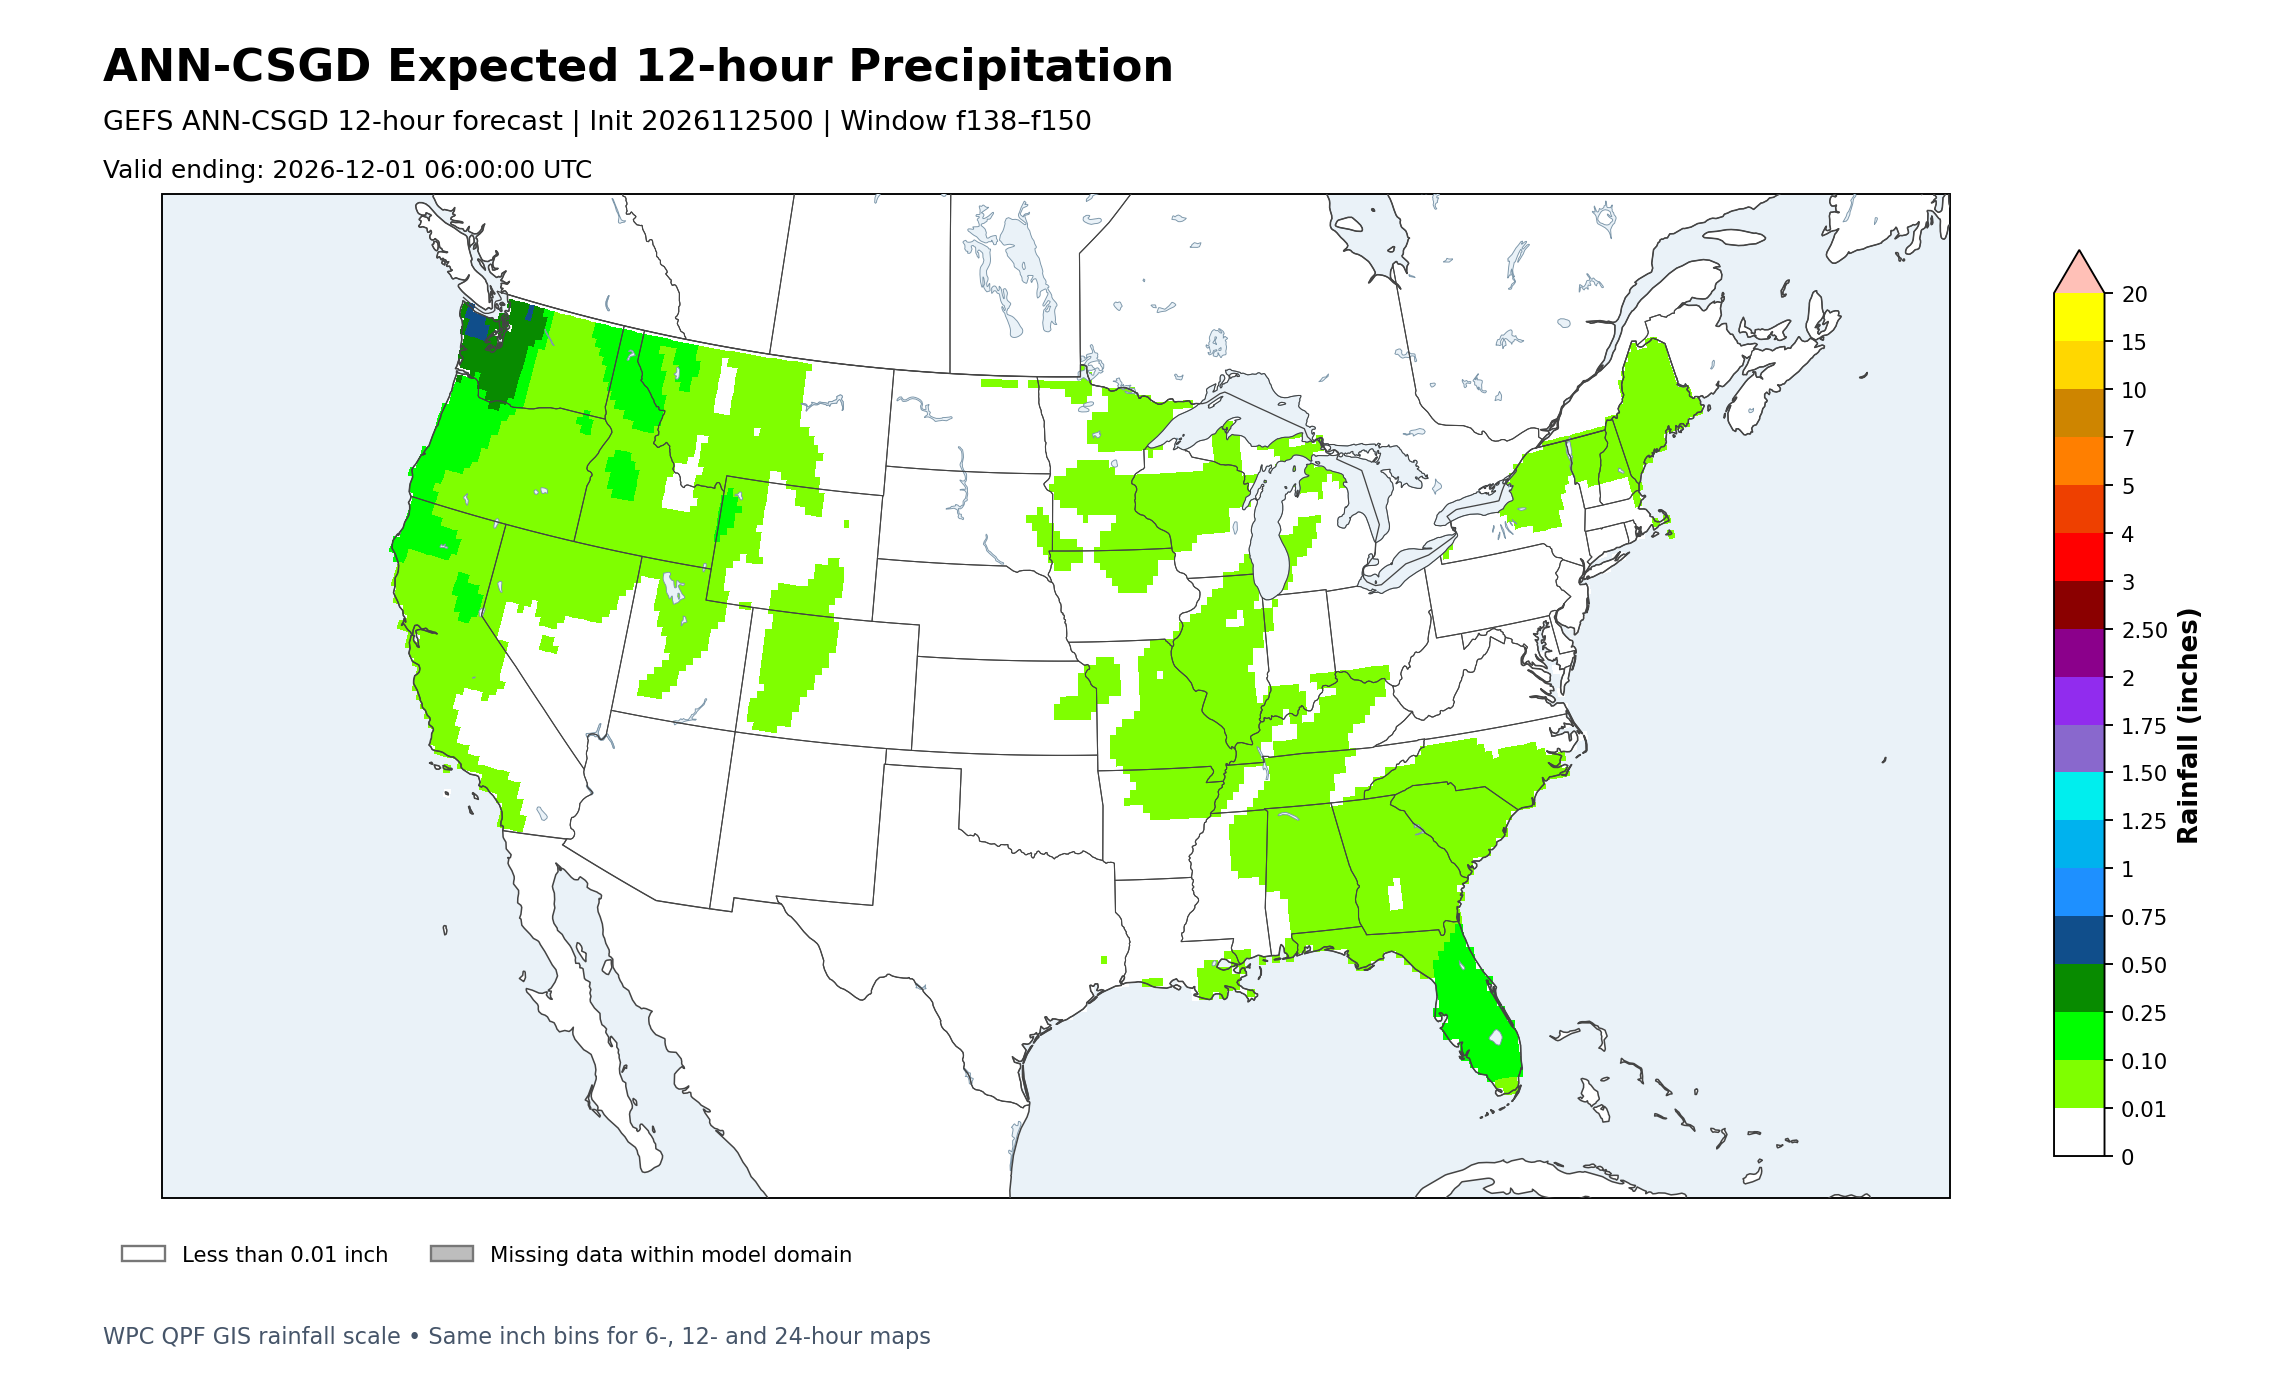 ANN-CSGD Expected 12-hour Precipitation
GEFS ANN-CSGD 12-hour forecast | Init 2026112500 | Window f138–f150
Valid ending: 2026-12-01 06:00:00 UTC
20
15
10
7
5
4
3
2.50
2
1.75
1.50
1.25
1
0.75
0.50
0.25
0.10
0.01
0
Rainfall (inches)
Less than 0.01 inch
Missing data within model domain
WPC QPF GIS rainfall scale • Same inch bins for 6-, 12- and 24-hour maps